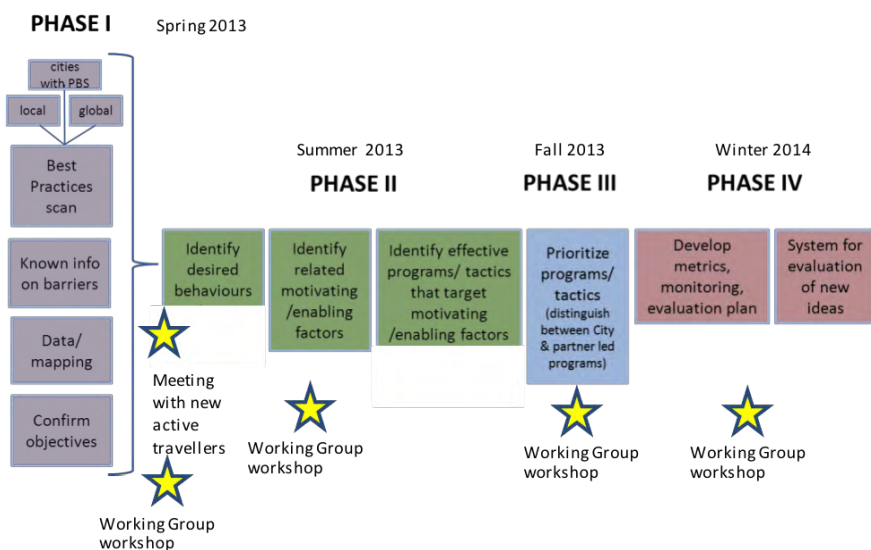 PHASE I
Spring 2013
cities
with PBS
local
global
Best
Practices
scan
Known info
on barriers
Data/
mapping
Confirm
objectives
Summer 2013
PHASE II
Identify
desired
behaviours
Identify
related
motivating
/enabling
factors
Identify effective
programs/ tactics
that target
motivating
/enabling factors
Meeting
with new
active
travellers
Working Group
workshop
Working Group
workshop
Fall 2013
PHASE III
Prioritize
programs/
tactics
(distinguish
between City
& partner led
programs)
Working Group
workshop
Winter 2014
PHASE IV
Develop
metrics,
monitoring,
evaluation plan
System for
evaluation
of new
ideas
Working Group
workshop